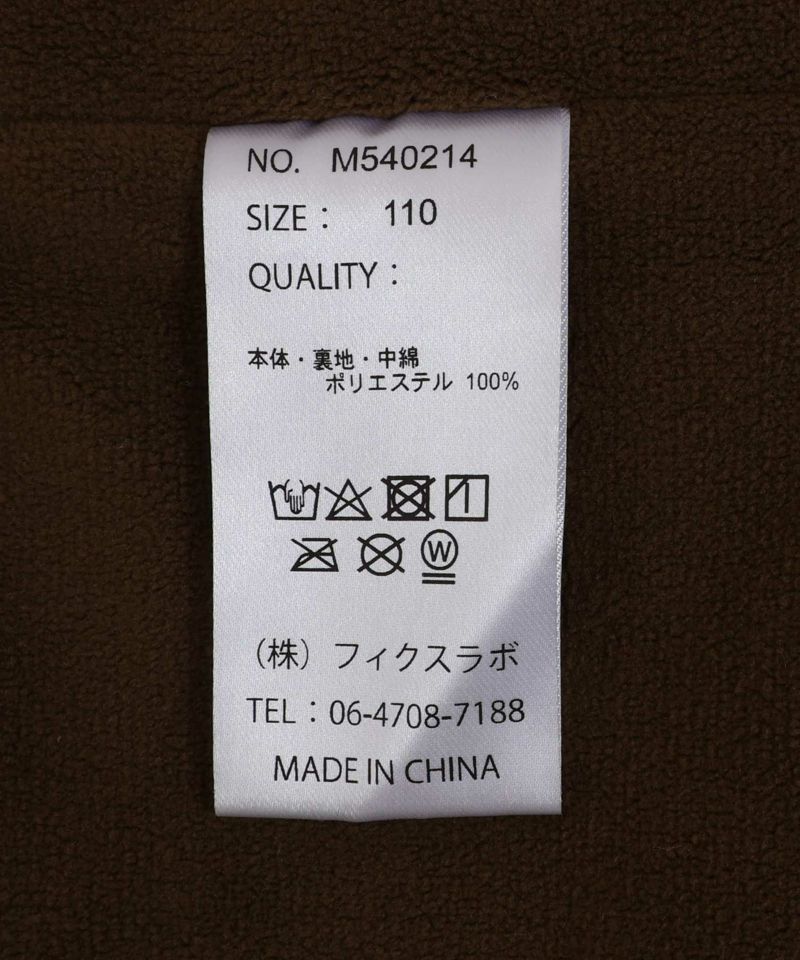 NO. M540214
SIZE： 110
QUALITY：
本体・裏地・中綿
ポリエステル 100%
W
（株）フィクスラボ
TEL：06-4708-7188
MADE IN CHINA